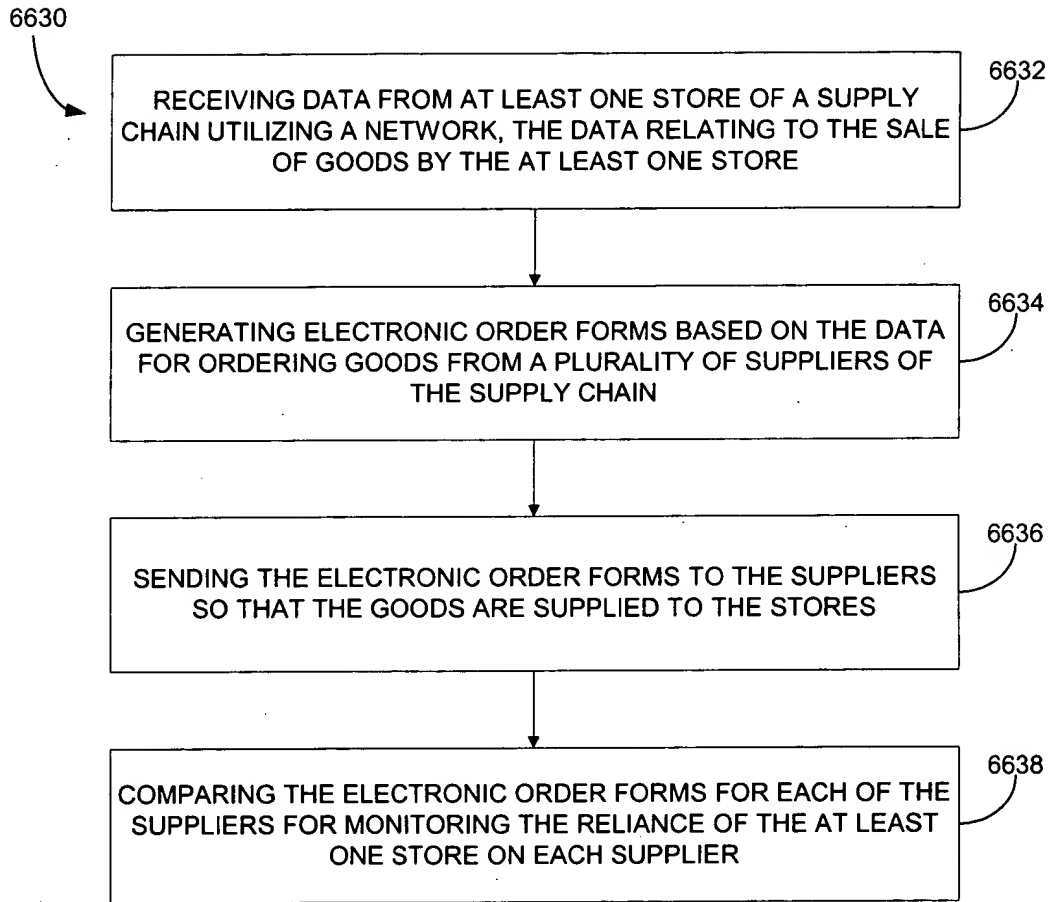 6630
6632
RECEIVING DATA FROM AT LEAST ONE STORE OF A SUPPLY
CHAIN UTILIZING A NETWORK, THE DATA RELATING TO THE SALE
OF GOODS BY THE AT LEAST ONE STORE
6634
GENERATING ELECTRONIC ORDER FORMS BASED ON THE DATA
FOR ORDERING GOODS FROM A PLURALITY OF SUPPLIERS OF
THE SUPPLY CHAIN
6636
SENDING THE ELECTRONIC ORDER FORMS TO THE SUPPLIERS
SO THAT THE GOODS ARE SUPPLIED TO THE STORES
6638
COMPARING THE ELECTRONIC ORDER FORMS FOR EACH OF THE
SUPPLIERS FOR MONITORING THE RELIANCE OF THE AT LEAST
ONE STORE ON EACH SUPPLIER